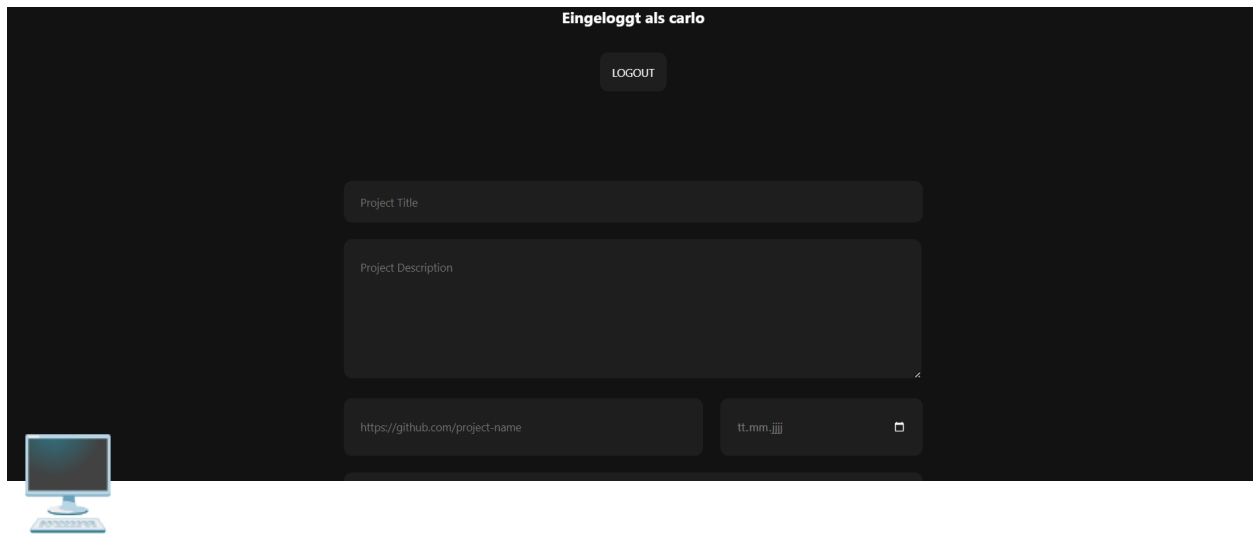 Eingeloggt als carlo
LOGOUT
Project Title
Project Description
https://github.com/project-name
tt.mm.jjjj